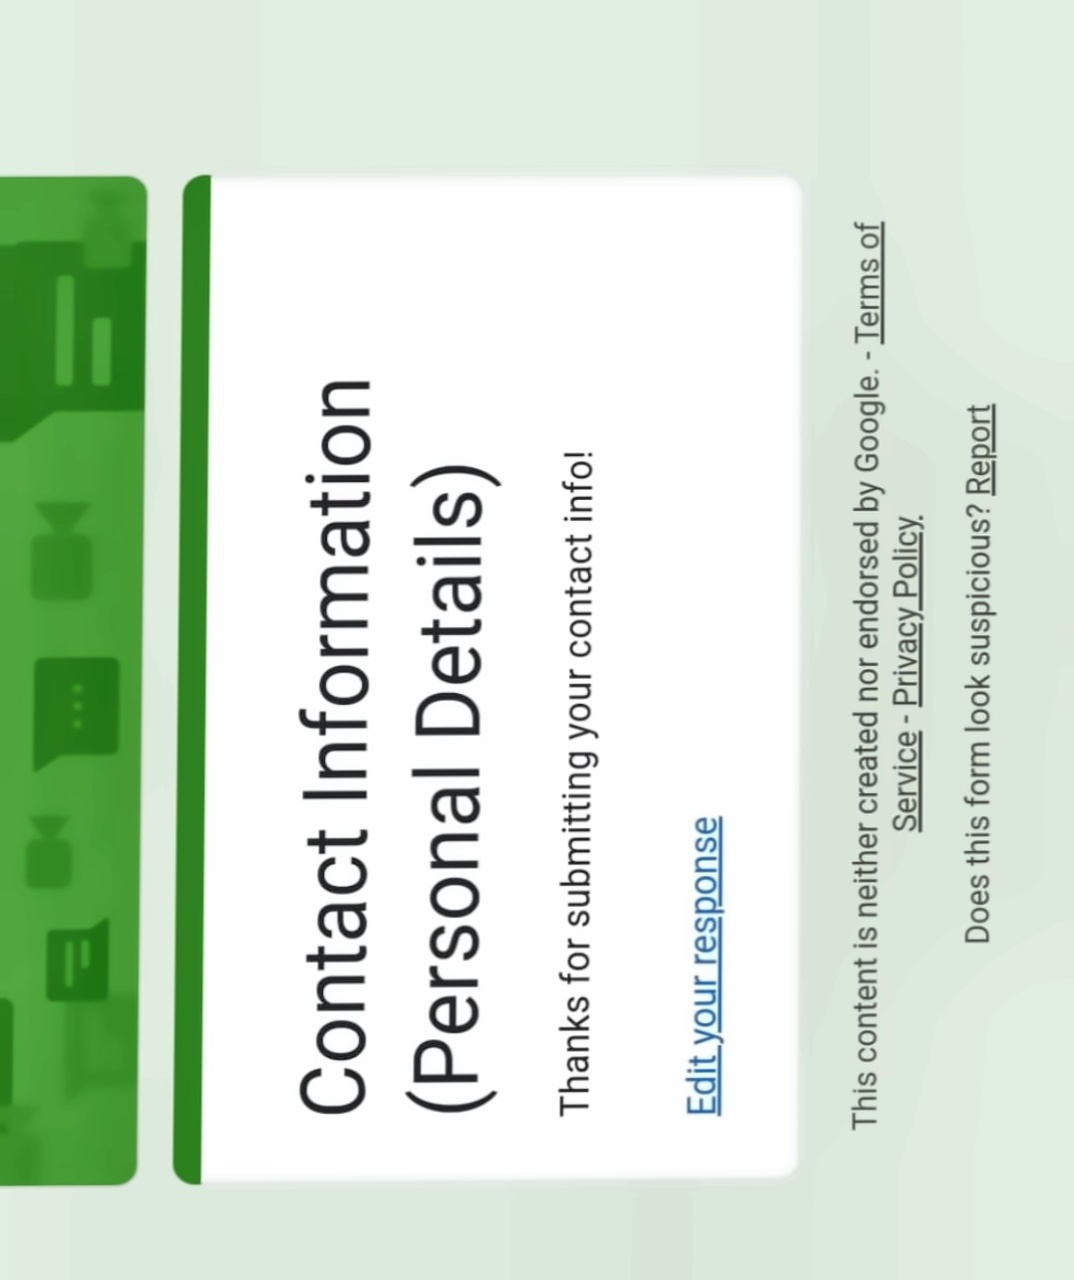 Contact Information
(Personal Details)
Thanks for submitting your contact info!
Edit your response
This content is neither created nor endorsed by Google. - Terms of
Service - Privacy Policy.
Does this form look suspicious? Report